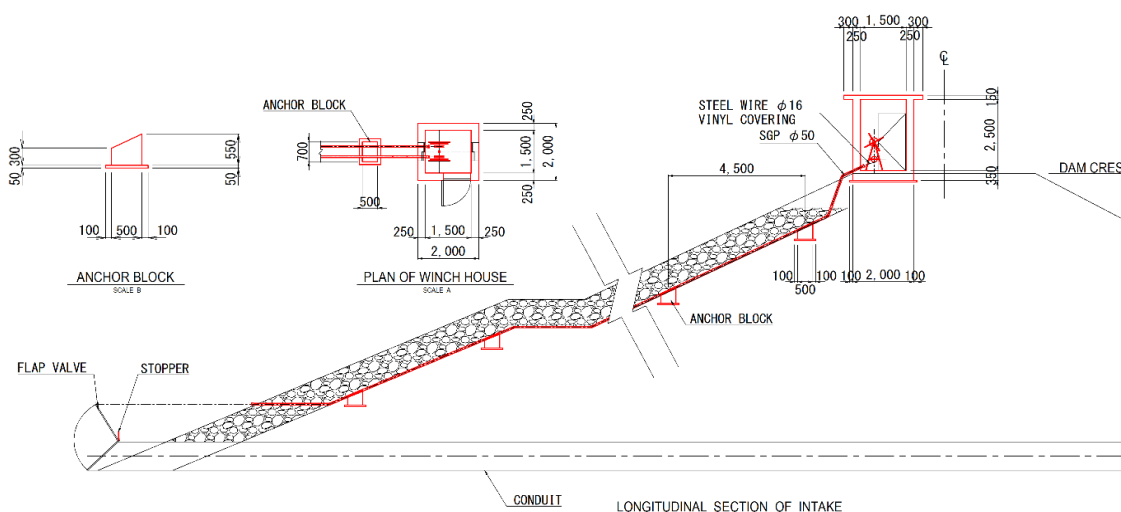 300 1,500 300
250 250
℄
STEEL WIRE φ16
VINYL COVERING
SGP φ50
150
2,500
350
DAM CRES
ANCHOR BLOCK
250
1,500
2,000
250
700
500
250 1,500 250
2,000
PLAN OF WINCH HOUSE
SCALE A
300
50
550
50
100 500 100
ANCHOR BLOCK
SCALE B
4,500
100 100
500
100 2,000 100
ANCHOR BLOCK
FLAP VALVE
STOPPER
CONDUIT
LONGITUDINAL SECTION OF INTAKE